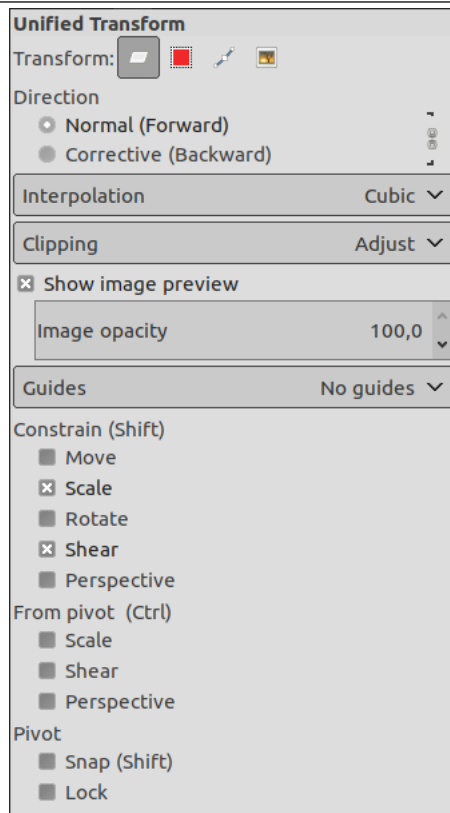 Unified Transform
Transform:
Direction
Normal (Forward)
Corrective (Backward)
Interpolation Cubic
Clipping Adjust
Show image preview
Image opacity 100,0
Guides No guides
Constrain (Shift)
Move
Scale
Rotate
Shear
Perspective
From pivot (Ctrl)
Scale
Shear
Perspective
Pivot
Snap (Shift)
Lock